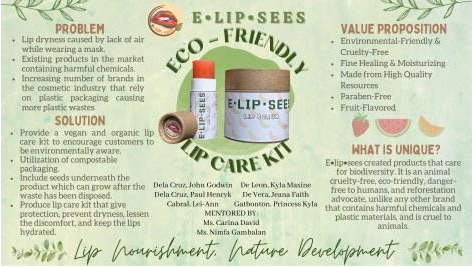 E•LIP•SEES
ECO - FRIENDLY
LIP CARE KIT
PROBLEM
• Lip dryness caused by lack of air
while wearing a mask.
• Existing products in the market
containing harmful chemicals.
• Increasing number of brands in
the cosmetic industry that rely
on plastic packaging causing
more plastic wastes.
SOLUTION
• Provide a vegan and organic lip
care kit to encourage customers to
be environmentally aware.
• Utilization of compostable
packaging.
• Include seeds underneath the
product which can grow after the
waste has been disposed.
• Produce lip care kit that give
protection, prevent dryness, lessen
the discomfort, and keep the lips
hydrated.
E•LIP•SEES
E•LIP•SEES
LIP SCRUB
Dela Cruz, John Godwin De Leon, Kyla Maxine
Dela Cruz, Paul Henryk De Vera, Jeana Faith
Cabral, Lei-Ann Gatbonton, Princess Kyla
MENTORED BY:
Ms. Carina David
Ms. Nimfa Gambalan
VALUE PROPOSITION
• Environmental-Friendly &
Cruelty-Free
• Fine Healing & Moisturizing
• Made from High Quality
Resources
• Paraben-Free
• Fruit-Flavored
WHAT IS UNIQUE?
E•lip•sees created products that care
for biodiversity. It is an animal
cruelty-free, eco-friendly, danger-
free to humans, and reforestation
advocate, unlike any other brand
that contains harmful chemicals and
plastic materials, and is cruel to
animals.
Lip Nourishment, Nature Development